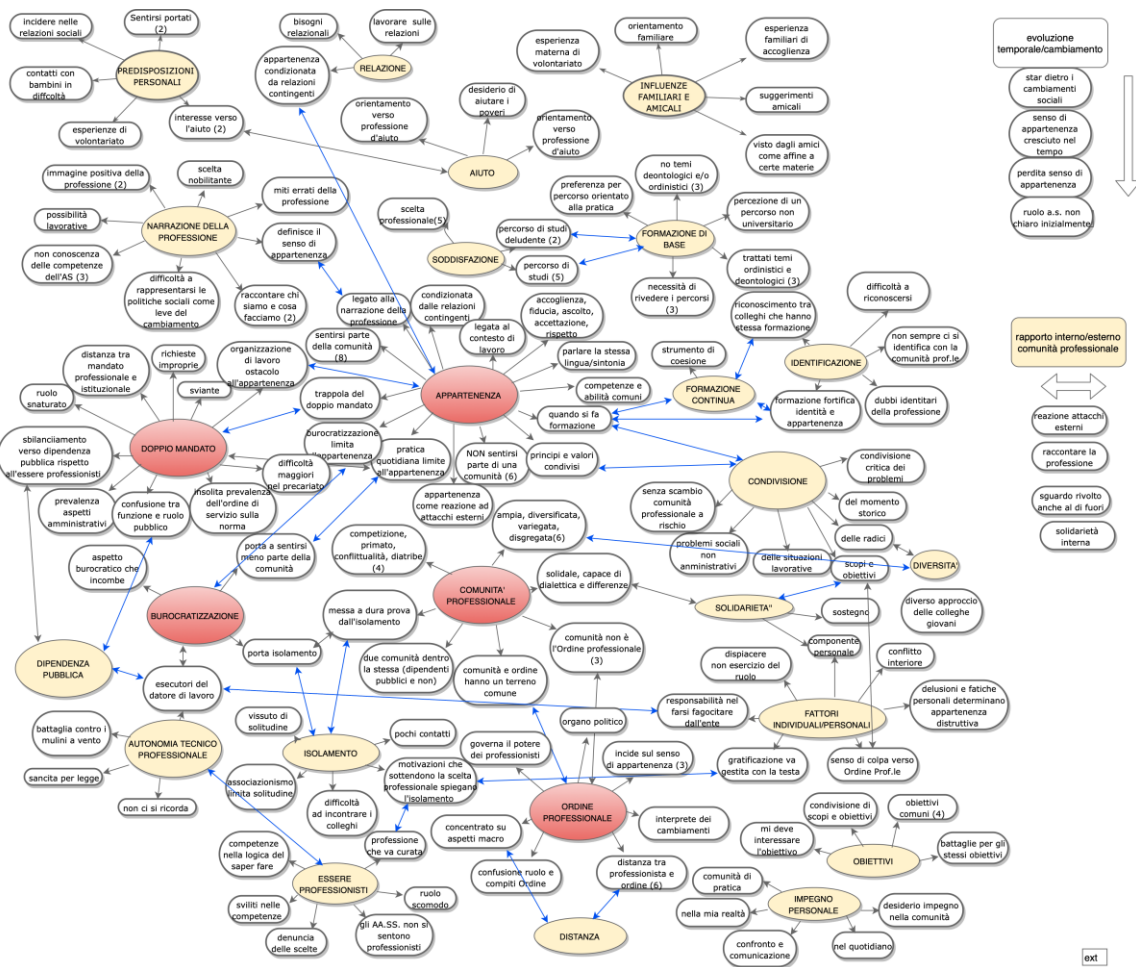 incidere nelle
relazioni sociali
Sentirsi portati
(2)
PREDISPOSIZIONI
PERSONALI
contatti con
bambini in
diffcoltà
esperienze di
volontariato
interesse verso
l'aiuto (2)
bisogni
relazionali
lavorare sulle
relazioni
appartenenza
condizionata
da relazioni
contingenti
RELAZIONE
orientamento
verso
professione
d'aiuto
desiderio di
aiutare i
poveri
orientamento
verso
professione
d'aiuto
AIUTO
esperienza
materna di
volontariato
orientamento
familiare
esperienza
familiari di
accoglienza
INFLUENZE
FAMILIARI E
AMICALI
suggerimenti
amicali
visto dagli amici
come affine a
certe materie
evoluzione
temporale/cambiamento
star dietro i
cambiamenti
sociali
senso di
appartenenza
cresciuto nel
tempo
perdita senso di
appartenenza
ruolo a.s. non
chiaro inizialmente
immagine positiva della
professione (2)
scelta
nobilitante
miti errati della
professione
possibilità
lavorative
NARRAZIONE DELLA
PROFESSIONE
definisce il
senso di
appartenenza
non conoscenza
delle competenze
dell'AS (3)
difficoltà a
rappresentarsi le
politiche sociali come
leve del
cambiamento
raccontare chi
siamo e cosa
facciamo (2)
scelta
professionale(5)
SODDISFAZIONE
percorso di studi
deludente (2)
percorso di
studi (5)
preferenza per
percorso orientato
alla pratica
no temi
deontologici e/o
ordinistici (3)
percezione di un
percorso non
universitario
FORMAZIONE DI
BASE
necessità di
rivedere i percorsi
(3)
trattati temi
ordinistici e
deontologici (3)
riconoscimento tra
colleghi che hanno
stessa formazione
difficoltà a
riconoscersi
IDENTIFICAZIONE
non sempre ci si
identifica con la
comunità prof.le
dubbi identitari
della professione
formazione fortifica
identità e
appartenenza
strumento di
coesione
FORMAZIONE
CONTINUA
rapporto interno/esterno
comunità professionale
reazione attacchi
esterni
raccontare la
professione
sguardo rivolto
anche al di fuori
solidarietà
interna
legato alla
narrazione della
professione
condizionata
dalle relazioni
contingenti
accoglienza,
fiducia, ascolto,
accettazione,
rispetto
sentirsi parte
della comunità
(8)
legata al
contesto di
lavoro
parlare la stessa
lingua/sintonia
APPARTENENZA
competenze e
abilità comuni
trappola del
doppio mandato
quando si fa
formazione
burocratizzazione
limita
l'appartenenza
pratica
quotidiana limite
all'appartenenza
NON sentirsi
parte di una
comunità (6)
principi e valori
condivisi
appartenenza
come reazione ad
attacchi esterni
distanza tra
mandato
professionale e
istituzionale
richieste
improprie
organizzazione
di lavoro
ostacolo
all'appartenenza
ruolo
snaturato
sviante
DOPPIO MANDATO
sbilanciiamento
verso dipendenza
pubblica rispetto
all'essere professionisti
prevalenza
aspetti
amministrativi
confusione tra
funzione e ruolo
pubblico
insolita prevalenza
dell'ordine di
servizio sulla
norma
difficoltà
maggiori
nel precariato
CONDIVISIONE
condivisione
critica dei
problemi
del momento
storico
delle radici
scopi e
obiettivi
delle situazioni
lavorative
problemi sociali
non
anministrativi
senza scambio
comunità
professionale a
rischio
DIVERSITA'
diverso approccio
delle colleghe
giovani
aspetto
burocratico che
incombe
porta a sentirsi
meno parte della
comunità
BUROCRATIZZAZIONE
porta isolamento
DIPENDENZA
PUBBLICA
esecutori del
datore di lavoro
competizione,
primato,
conflittualità, diatribe
(4)
ampia, diversificata,
variegata,
disgregata(6)
COMUNITA'
PROFESSIONALE
solidale, capace di
dialettica e differenze
messa a dura prova
dall'isolamento
due comunità dentro
la stessa (dipendenti
pubblici e non)
comunità e ordine
hanno un terreno
comune
comunità non è
l'Ordine professionale
(3)
SOLIDARIETA'
sostegno
componente
personale
dispiacere
non esercizio del
ruolo
conflitto
interiore
responsabilità nel
farsi fagocitare
dall'ente
FATTORI
INDIVIDUALI/PERSONALI
delusioni e fatiche
personali determinano
appartenenza
distruttiva
gratificazione va
gestita con la testa
senso di colpa verso
Ordine Prof.le
battaglia contro i
mulini a vento
AUTONOMIA TECNICO
PROFESSIONALE
sancita per legge
non ci si ricorda
vissuto di
solitudine
ISOLAMENTO
pochi contatti
associazionismo
limita solitudine
difficoltà
ad incontrare i
colleghi
motivazioni che
sottendono la scelta
professionale spiegano
l'isolamento
organo politico
governa il potere
dei professionisti
incide sul senso
di appartenenza (3)
ORDINE
PROFESSIONALE
concentrato su
aspetti macro
interprete dei
cambiamenti
confusione ruolo e
compiti Ordine
distanza tra
professionista e
ordine (6)
DISTANZA
competenze
nella logica del
saper fare
professione
che va curata
ESSERE
PROFESSIONISTI
ruolo
scomodo
sviliti nelle
competenze
denuncia
delle scelte
gli AA.SS. non si
sentono
professionisti
condivisione di
scopi e obiettivi
obiettivi
comuni (4)
mi deve
interessare
l'obiettivo
OBIETTIVI
battaglie per gli
stessi obiettivi
comunità di
pratica
IMPEGNO
PERSONALE
nella mia realtà
desiderio impegno
nella comunità
confronto e
comunicazione
nel quotidiano
ext